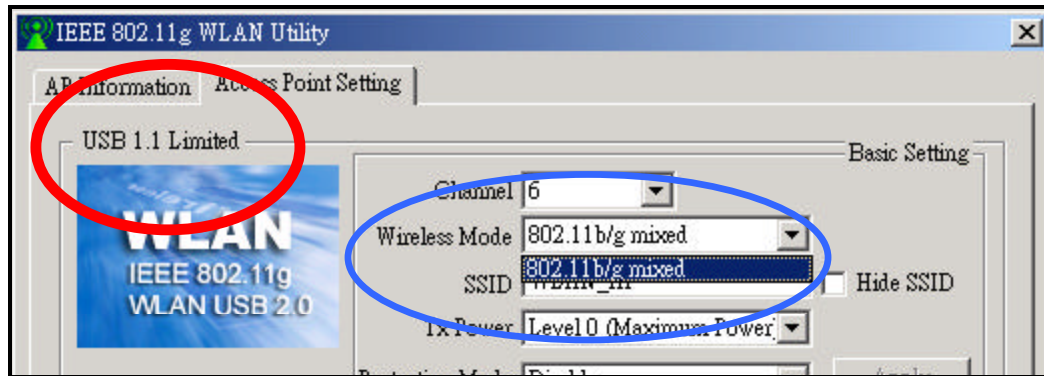 IEEE 802.11g WLAN Utility
AP Information Access Point Setting
USB 1.1 Limited
Basic Setting
WLAN
IEEE 802.11g
WLAN USB 2.0
Channel 6
Wireless Mode 802.11b/g mixed
802.11b/g mixed
SSID Hide SSID
Tx Power Level 0 (Maximum Power)